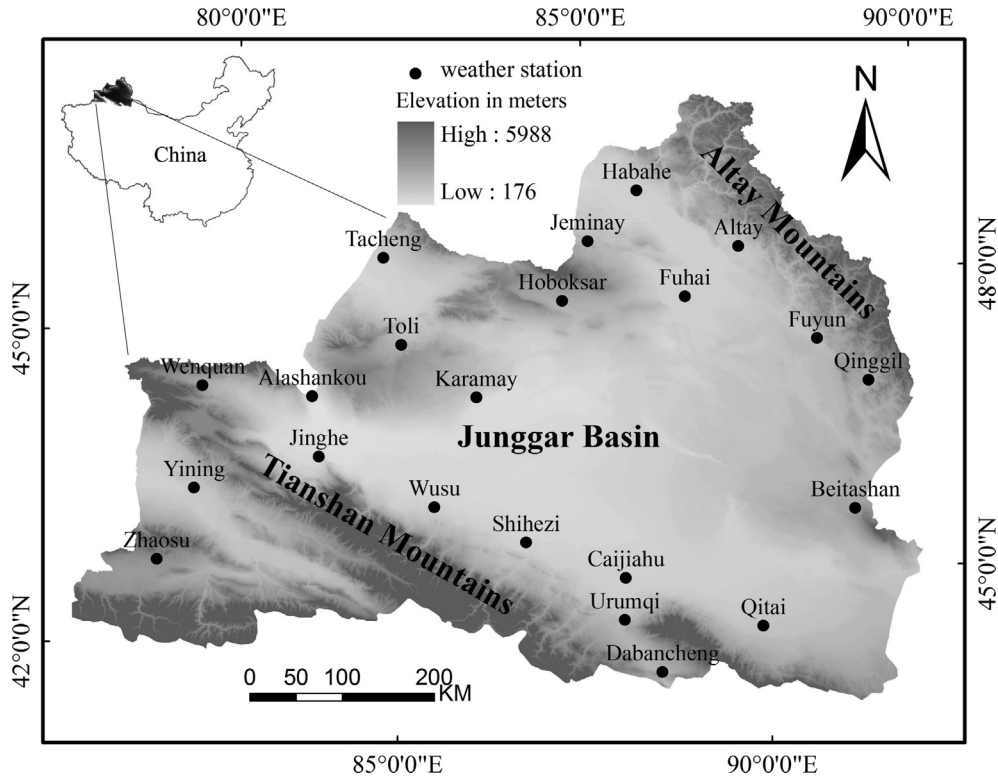 80°0'0"E
85°0'0"E
90°0'0"E
weather station
Elevation in meters
High : 5988
Low : 176
China
N
Habahe
Altay Mountains
Jeminay
Altay
Tacheng
48°0'0"N
Hoboksar
Fuhai
45°0'0"N
Toli
Fuyun
Qinggil
Wenquan
Alashankou
Karamay
Junggar Basin
Jinghe
Tianshan Mountains
Yining
Wusu
Beitashan
Shihezi
Zhaosu
Caijiahu
45°0'0"N
Urumqi
Qitai
42°0'0"N
Dabancheng
0 50 100 200
KM
85°0'0"E
90°0'0"E